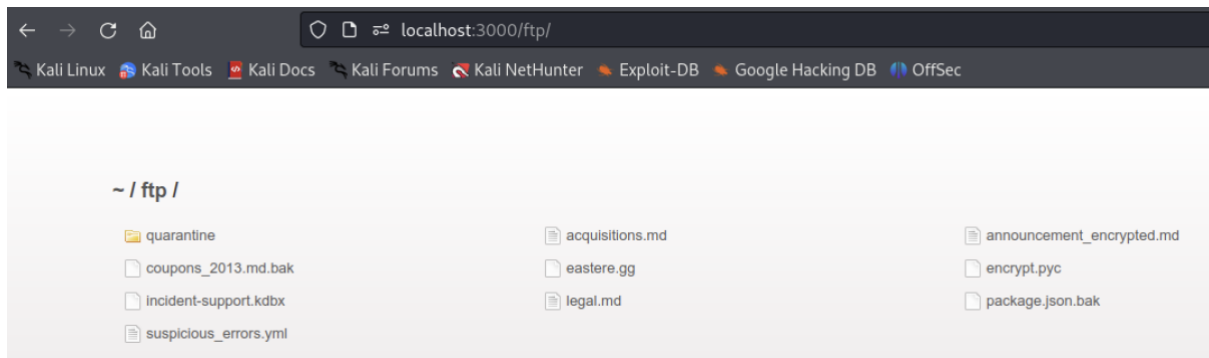 localhost:3000/ftp/
Kali Linux Kali Tools Kali Docs Kali Forums Kali NetHunter Exploit-DB Google Hacking DB OffSec
~ / ftp /
quarantine acquisitions.md announcement_encrypted.md
coupons_2013.md.bak eastere.gg encrypt.pyc
incident-support.kdbx legal.md package.json.bak
suspicious_errors.yml